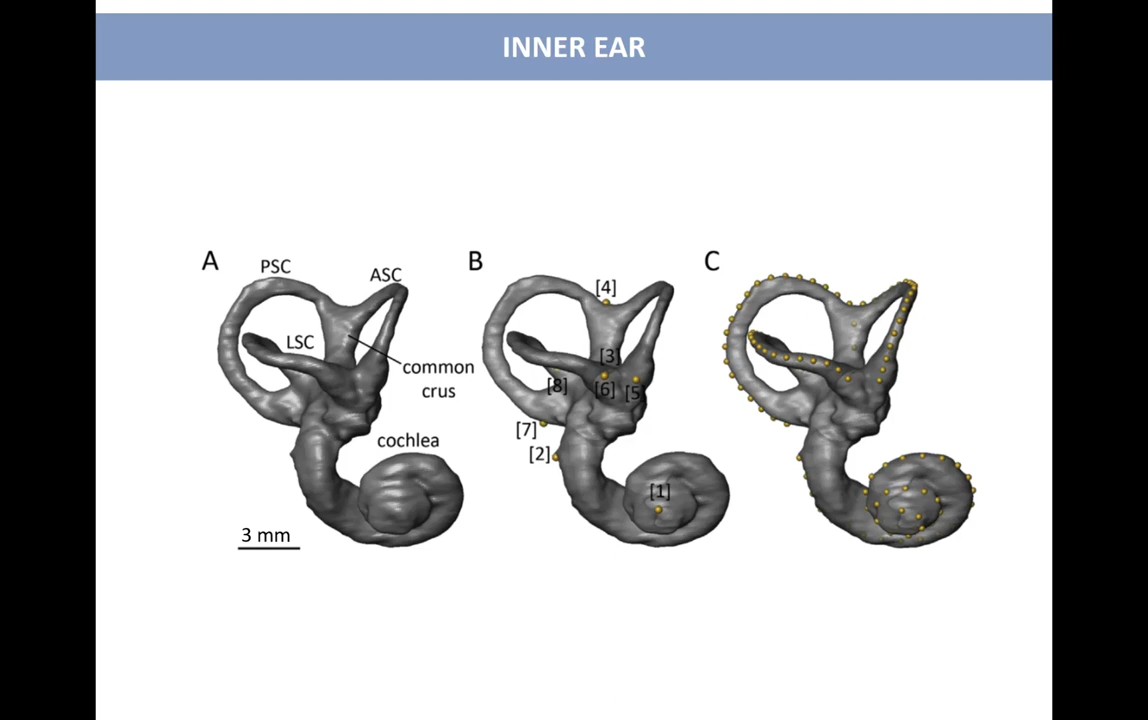 INNER EAR
A
PSC
ASC
LSC
common
crus
cochlea
3 mm
B
[4]
[3]
[8]
[6]
[5]
[7]
[2]
[1]
C